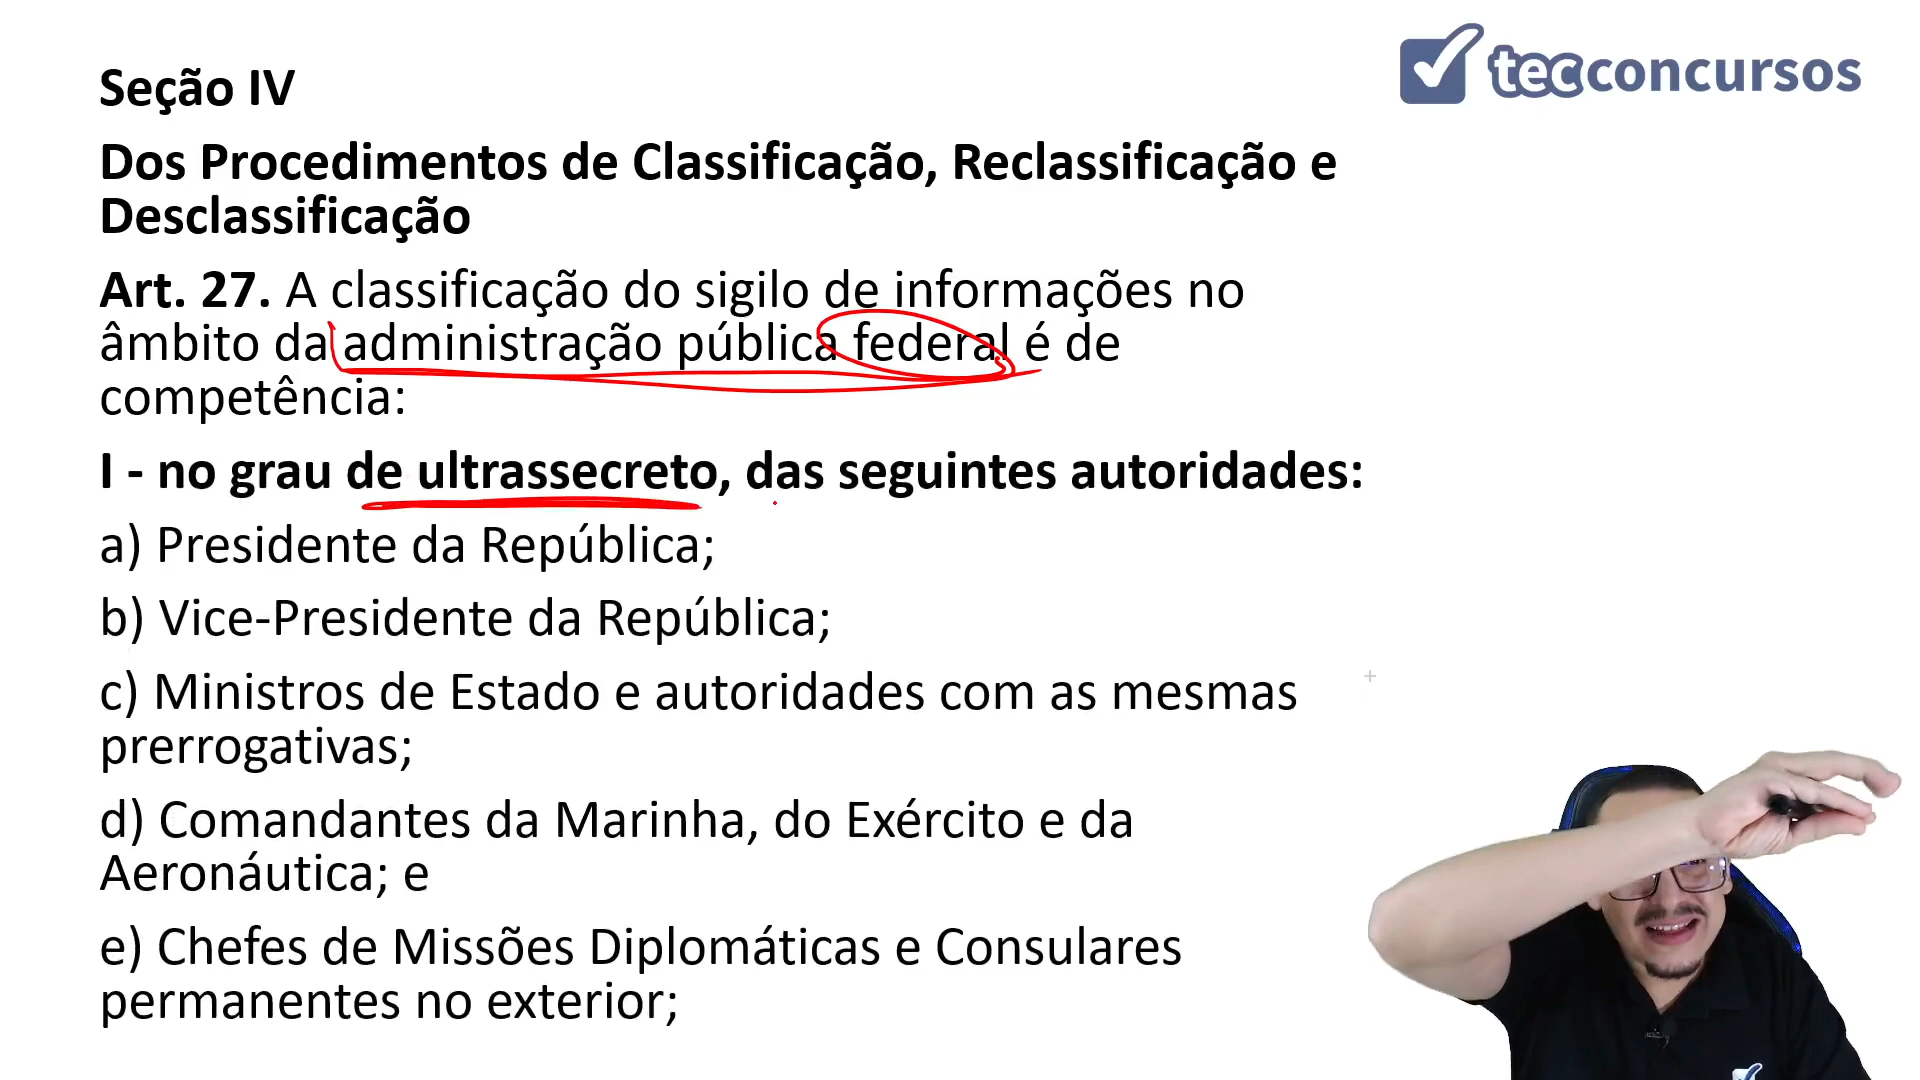 tecconcursos
Seção IV
Dos Procedimentos de Classificação, Reclassificação e
Desclassificação
Art. 27. A classificação do sigilo de informações no
âmbito da administração pública federal é de
competência:
I - no grau de ultrassecreto, das seguintes autoridades:
a) Presidente da República;
b) Vice-Presidente da República;
c) Ministros de Estado e autoridades com as mesmas
prerrogativas;
d) Comandantes da Marinha, do Exército e da
Aeronáutica; e
e) Chefes de Missões Diplomáticas e Consulares
permanentes no exterior;